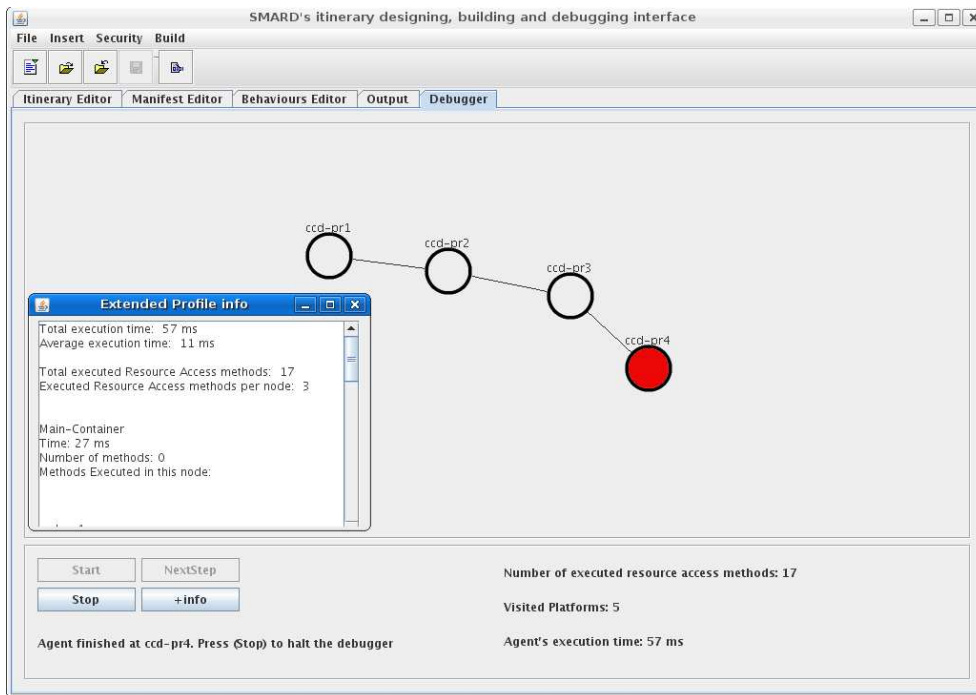 SMARD's itinerary designing, building and debugging interface
File Insert Security Build
Itinerary Editor Manifest Editor Behaviours Editor Output Debugger
ccd-pr1
ccd-pr2
ccd-pr3
ccd-pr4
Extended Profile info
Total execution time: 57 ms
Average execution time: 11 ms
Total executed Resource Access methods: 17
Executed Resource Access methods per node: 3
Main-Container
Time: 27 ms
Number of methods: 0
Methods Executed in this node:
Start NextStep
Stop +info
Agent finished at ccd-pr4. Press (Stop) to halt the debugger
Number of executed resource access methods: 17
Visited Platforms: 5
Agent's execution time: 57 ms